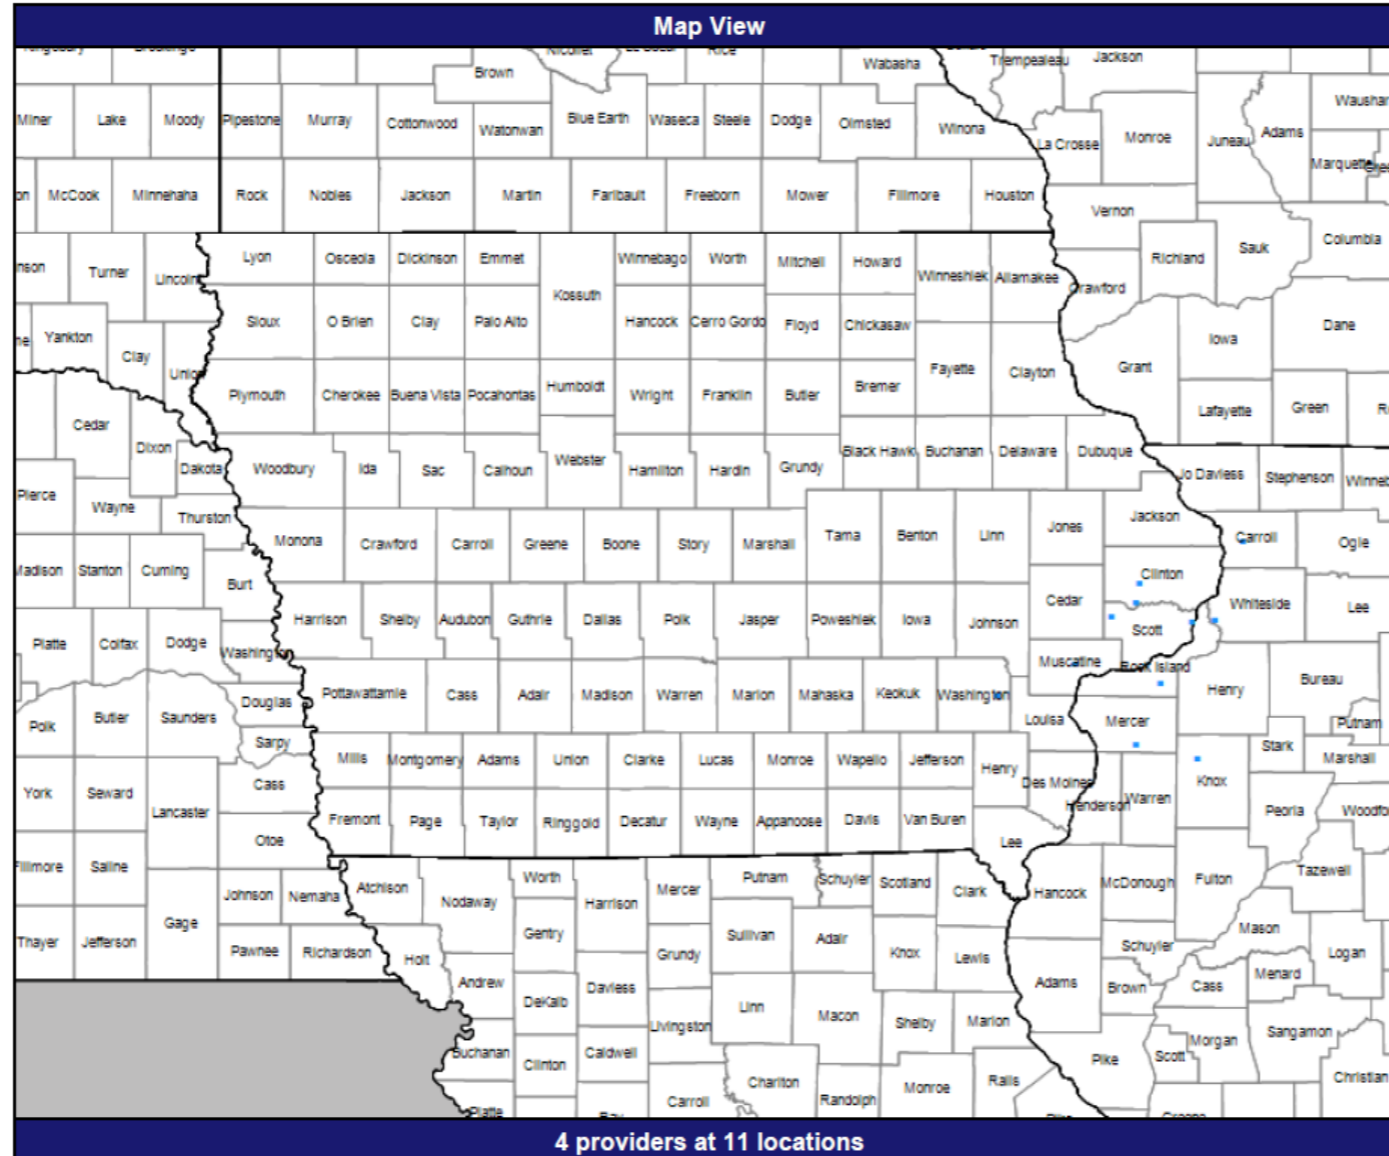 Map View
Brown
Wabasha
Trempealeau
Jackson
Miner Lake Moody Pipestone Murray Cottonwood Watonwan Blue Earth Waseca Steele Dodge Olmsted Winona La Crosse Monroe Juneau Adams
Marquette
McCook Minnehaha Rock Nobles Jackson Martin Faribault Freeborn Mower Fillmore Houston
Vernon Richland Sauk Columbia
Turner Lincoln Lyon Osceola Dickinson Emmet Kossuth Winnebago Worth Mitchell Howard Winneshiek Allamakee Crawford
Yankton Clay Union Sioux O Brien Clay Palo Alto Hancock Cerro Gordo Floyd Chickasaw Fayette Clayton Grant Iowa Dane
Plymouth Cherokee Buena Vista Pocahontas Humboldt Wright Franklin Butler Bremer Lafayette Green
Cedar Dixon Dakota Woodbury Ida Sac Calhoun Webster Hamilton Hardin Grundy Black Hawk Buchanan Delaware Dubuque Jo Daviess Stephenson
Pierce Wayne Thurston Monona Crawford Carroll Greene Boone Story Marshall Tama Benton Linn Jones Jackson Carroll Ogle
Madison Stanton Cuming Burt Clinton
Harrison Shelby Audubon Guthrie Dallas Polk Jasper Poweshiek Iowa Johnson Cedar Scott Whiteside Lee
Platte Colfax Dodge Washington Muscatine Rock Island
Douglas Pottawattamie Cass Adair Madison Warren Marion Mahaska Keokuk Washington Louisa Henry Bureau
Polk Butler Saunders Sarpy Mercer Putnam
Cass Mills Montgomery Adams Union Clarke Lucas Monroe Wapello Jefferson Henry Des Moines Stark Marshall
York Seward Lancaster Henderson Warren Knox Peoria
Otoe Fremont Page Taylor Ringgold Decatur Wayne Appanoose Davis Van Buren Lee
Fillmore Saline Johnson Nemaha Atchison Nodaway Worth Harrison Mercer Putnam Schuyler Scotland Clark Hancock McDonough Fulton Tazewell
Thayer Jefferson Gage Pawnee Richardson Holt Gentry Grundy Sullivan Adair Knox Lewis Schuyler Mason Logan
Andrew DeKalb Daviess Livingston Linn Macon Shelby Marion Adams Brown Cass Menard
Buchanan Clinton Caldwell Chariton Monroe Ralls Pike Scott Morgan Sangamon
Platte Carroll Randolph Christian
4 providers at 11 locations